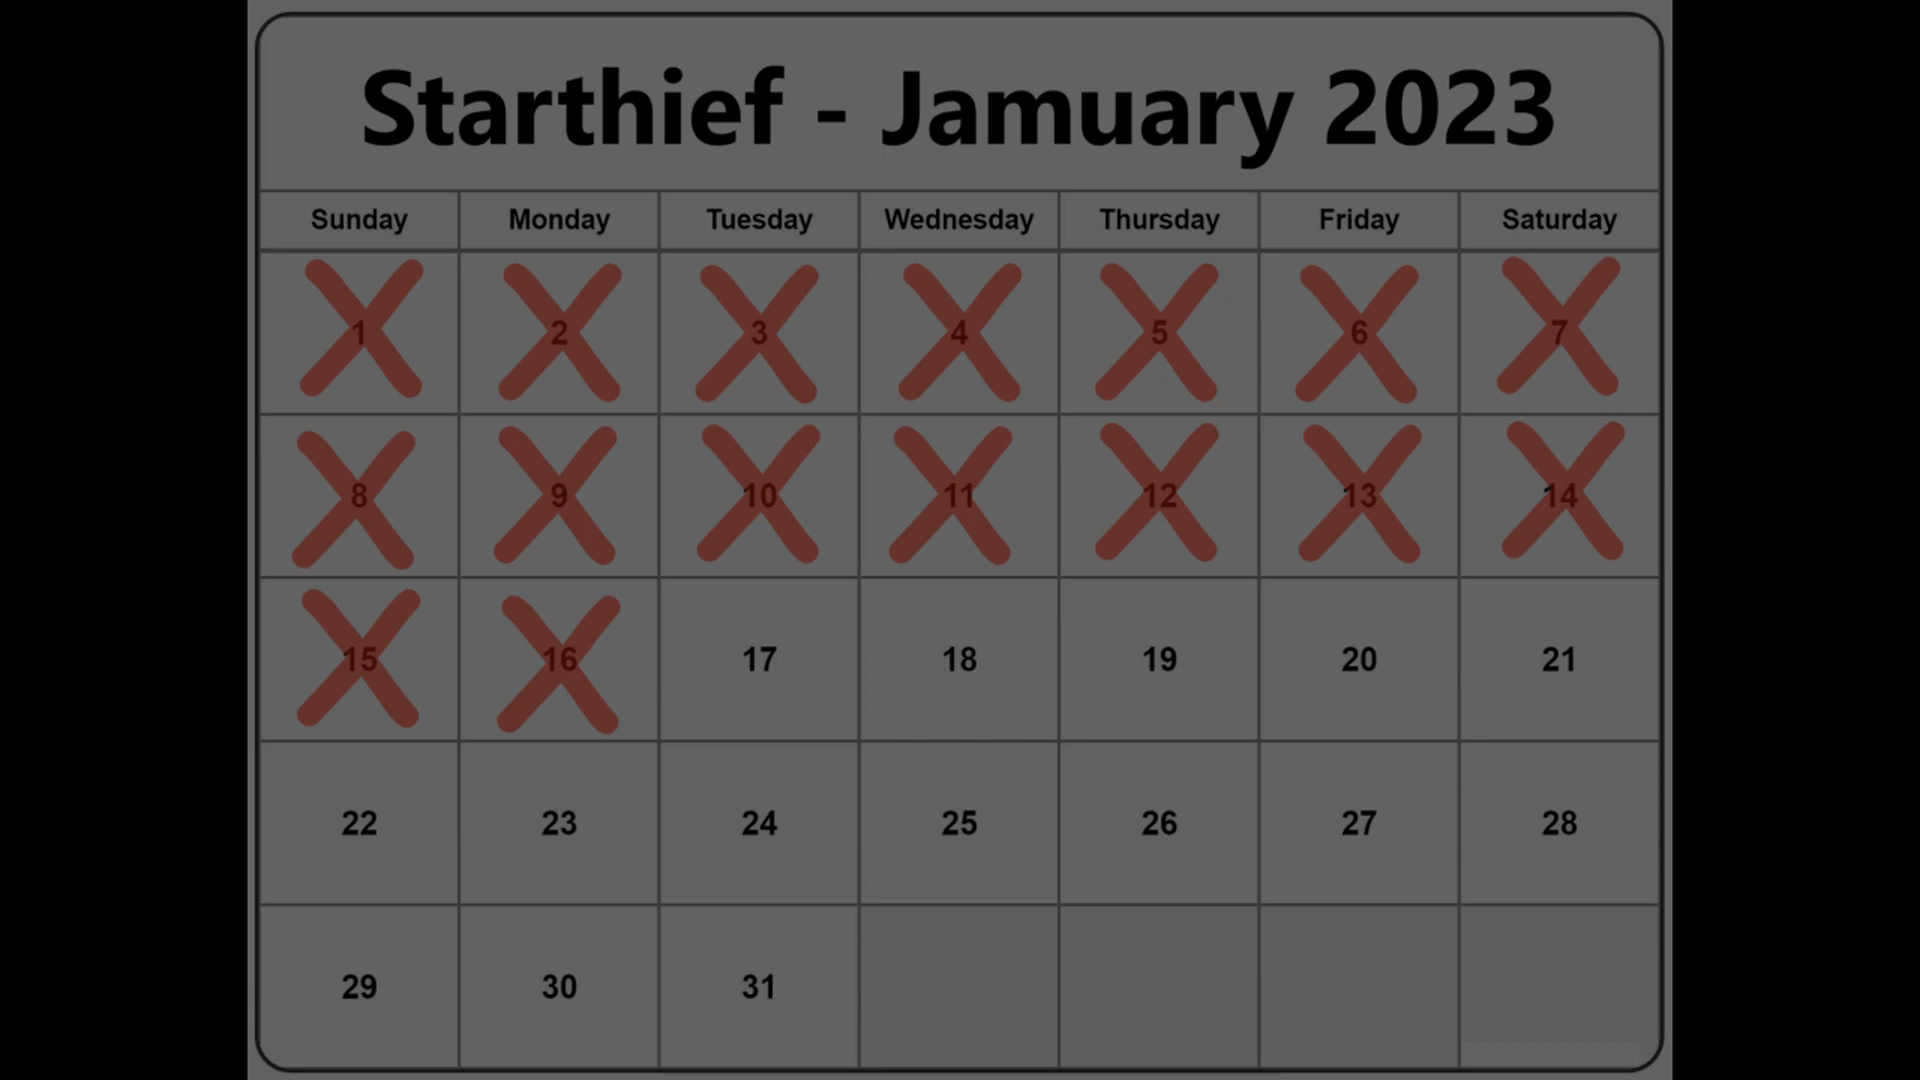 Starthief - Jamuary 2023
Sunday Monday Tuesday Wednesday Thursday Friday Saturday
1 2 3 4 5 6 7
8 9 10 11 12 13 14
15 16 17 18 19 20 21
22 23 24 25 26 27 28
29 30 31